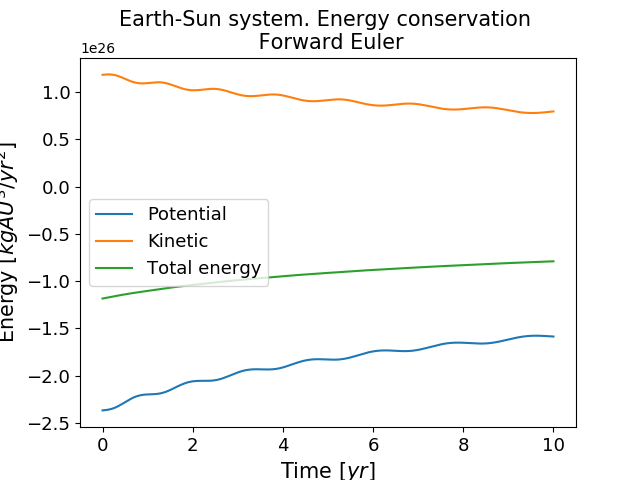 Earth-Sun system. Energy conservation
Forward Euler
1e26
1.0
0.5
0.0
−0.5
−1.0
−1.5
−2.0
−2.5
Energy [kgAU³/yr²]
Potential
Kinetic
Total energy
0 2 4 6 8 10
Time [yr]